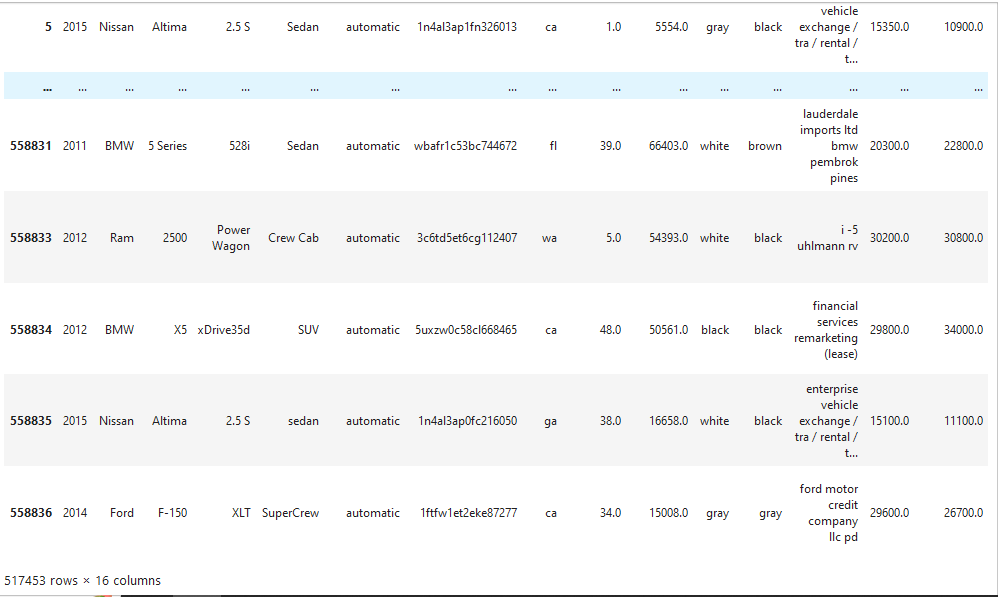 vehicle
5 2015 Nissan Altima 2.5 S Sedan automatic 1n4al3ap1fn326013 ca 1.0 5554.0 gray black exchange / 15350.0 10900.0
tra / rental /
t...
... ... ... ... ... ... ... ... ... ... ... ... ... ... ... ...
lauderdale
imports ltd
558831 2011 BMW 5 Series 528i Sedan automatic wbafr1c53bc744672 fl 39.0 66403.0 white brown bmw 20300.0 22800.0
pembrok
pines
558833 2012 Ram 2500 Power Wagon Crew Cab automatic 3c6td5et6cg112407 wa 5.0 54393.0 white black i -5 30200.0 30800.0
uhlmann rv
financial
services
558834 2012 BMW X5 xDrive35d SUV automatic 5uxzw0c58cl668465 ca 48.0 50561.0 black black remarketing 29800.0 34000.0
(lease)
enterprise
vehicle
558835 2015 Nissan Altima 2.5 S sedan automatic 1n4al3ap0fc216050 ga 38.0 16658.0 white black exchange / 15100.0 11100.0
tra / rental /
t...
ford motor
credit
558836 2014 Ford F-150 XLT SuperCrew automatic 1ftfw1et2eke87277 ca 34.0 15008.0 gray gray company 29600.0 26700.0
llc pd
517453 rows × 16 columns